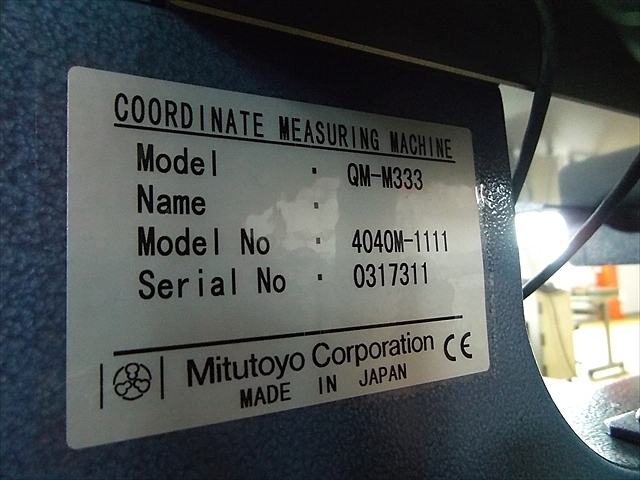 COORDINATE MEASURING MACHINE
Model : QM-M333
Name :
Model No : 4040M-1111
Serial No : 0317311
Mitutoyo Corporation CE
MADE IN JAPAN